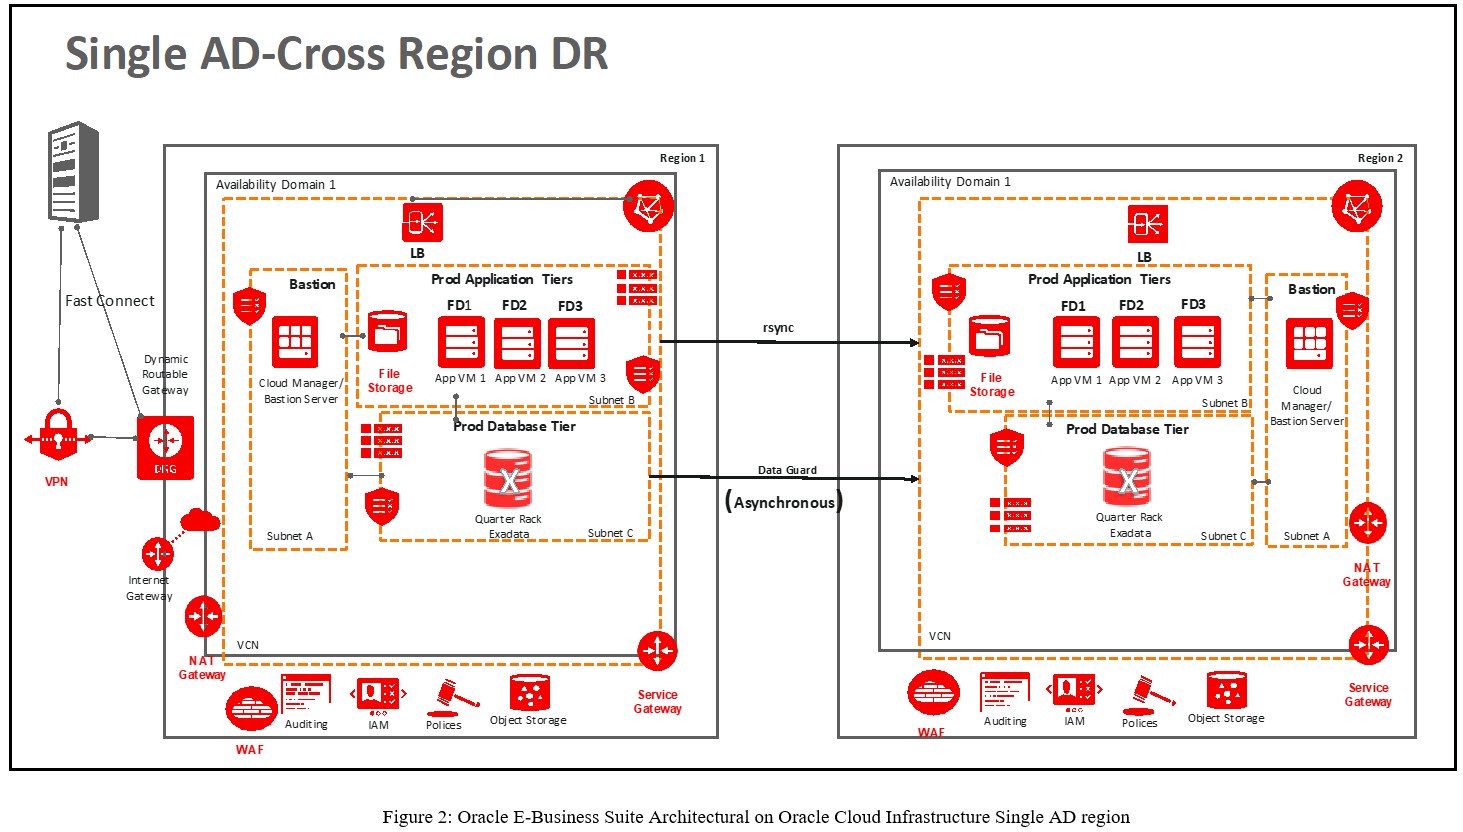 Single AD-Cross Region DR
Fast Connect
Dynamic
Routable
Gateway
DRG
VPN
Internet
Gateway
NAT
Gateway
Region 1
Availability Domain 1
LB
Bastion
Cloud Manager/
Bastion Server
Subnet A
Prod Application Tiers
FD1
FD2
FD3
File
Storage
App VM 1
App VM 2
App VM 3
Subnet B
Prod Database Tier
X
Quarter Rack
Exadata
Subnet C
VCN
Service
Gateway
WAF
Auditing
IAM
Polices
Object Storage
rsync
Data Guard
(Asynchronous)
Region 2
Availability Domain 1
LB
Prod Application Tiers
FD1
FD2
FD3
File
Storage
App VM 1
App VM 2
App VM 3
Subnet B
Bastion
Cloud
Manager/
Bastion Server
Subnet A
Prod Database Tier
X
Quarter Rack
Exadata
Subnet C
NAT
Gateway
VCN
Service
Gateway
WAF
Auditing
IAM
Polices
Object Storage
Figure 2: Oracle E-Business Suite Architectural on Oracle Cloud Infrastructure Single AD region